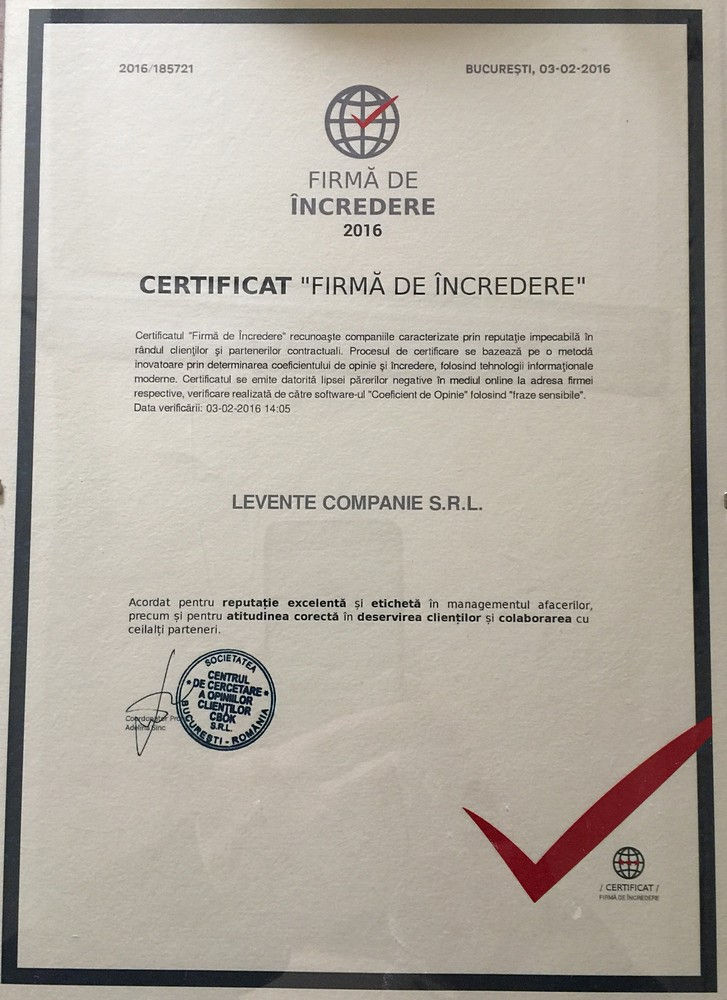 2016/185721
BUCUREȘTI, 03-02-2016
FIRMĂ DE
ÎNCREDERE
2016
CERTIFICAT "FIRMĂ DE ÎNCREDERE"
Certificatul "Firmă de Încredere" recunoaște companiile caracterizate prin reputație impecabilă în
rândul clienților și partenerilor contractuali. Procesul de certificare se bazează pe o metodă
inovatoare prin determinarea coeficientului de opinie și încredere, folosind tehnologii informaționale
moderne. Certificatul se emite datorită lipsei părerilor negative în mediul online la adresa firmei
respective, verificare realizată de către software-ul "Coeficient de Opinie" folosind "fraze sensibile".
Data verificării: 03-02-2016 14:05
LEVENTE COMPANIE S.R.L.
Acordat pentru reputație excelentă și etichetă în managementul afacerilor,
precum și pentru atitudinea corectă în deservirea clienților și colaborarea cu
ceilalți parteneri.
SOCIETATEA
CENTRUL
DE CERCETARE
A OPINIILOR
CLIENȚILOR
CBOK
S.R.L.
BUCUREȘTI - ROMÂNIA
Coordonator
Adelina
/ CERTIFICAT /
FIRMĂ DE ÎNCREDERE